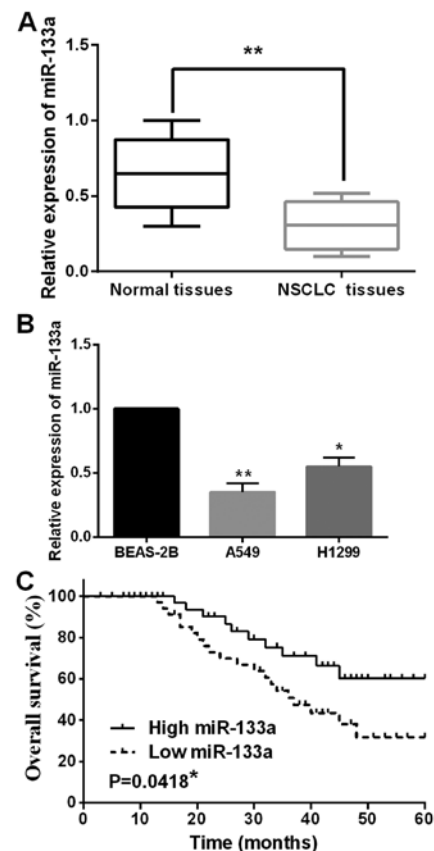 A
Relative expression of miR-133a
1.5
1.0
0.5
0.0
**
Normal tissues
NSCLC tissues
B
Relative expression of miR-133a
1.5
1.0
0.5
0.0
**
*
BEAS-2B
A549
H1299
C
Overall survival (%)
100
80
60
40
20
0
High miR-133a
Low miR-133a
P=0.0418*
0
10
20
30
40
50
60
Time (months)